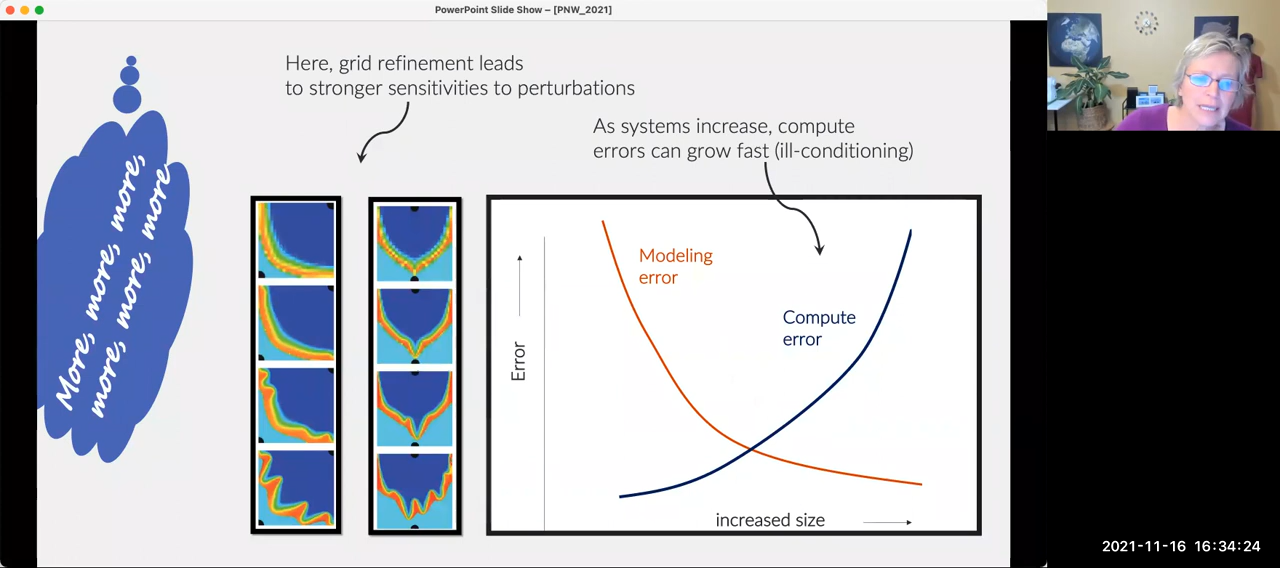 PowerPoint Slide Show – [PNW_2021]
Here, grid refinement leads
to stronger sensitivities to perturbations
As systems increase, compute
errors can grow fast (ill-conditioning)
More, more, more,
more, more, more
Modeling
error
Compute
error
Error
increased size
2021-11-16 16:34:24